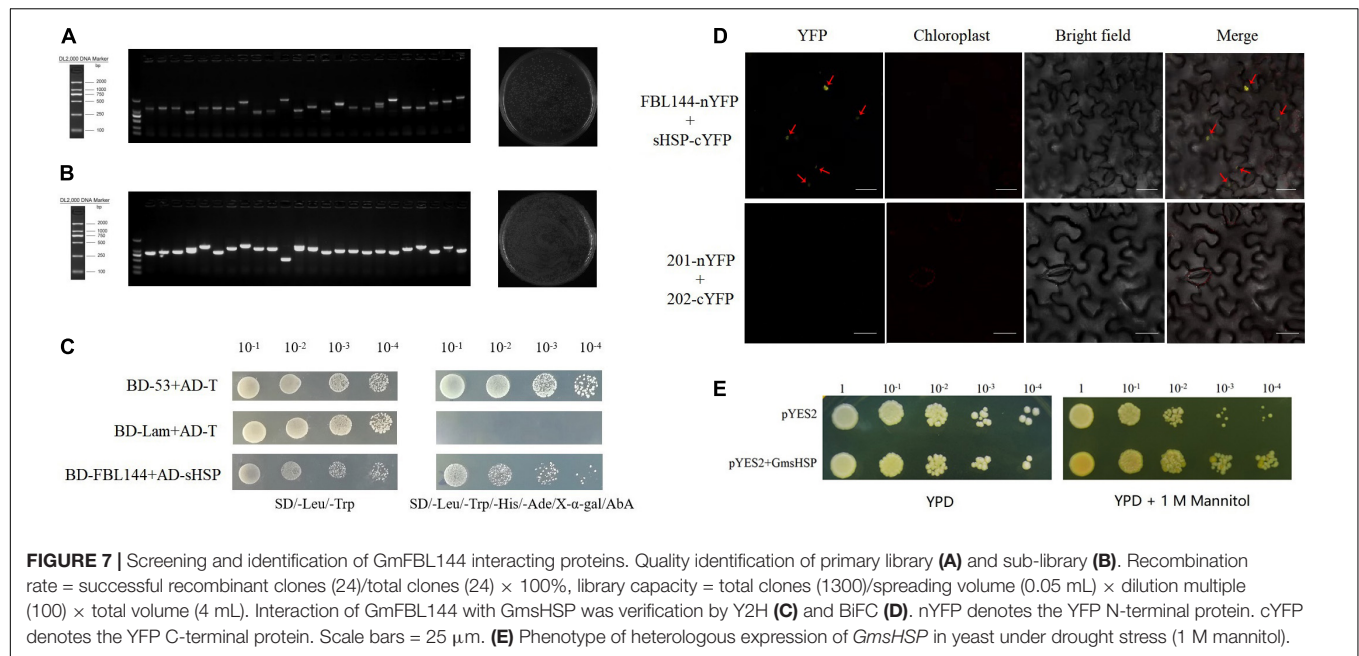 A
DL2,000 DNA Marker
bp
2000
1000
750
500
250
100
B
DL2,000 DNA Marker
bp
2000
1000
750
500
250
100
C
10-1 10-2 10-3 10-4 10-1 10-2 10-3 10-4
BD-53+AD-T
BD-Lam+AD-T
BD-FBL144+AD-sHSP
SD/-Leu/-Trp SD/-Leu/-Trp/-His/-Ade/X-α-gal/AbA
D
YFP Chloroplast Bright field Merge
FBL144-nYFP
+
sHSP-cYFP
201-nYFP
+
202-cYFP
E
1 10-1 10-2 10-3 10-4 1 10-1 10-2 10-3 10-4
pYES2
pYES2+GmsHSP
YPD YPD + 1 M Mannitol
FIGURE 7 | Screening and identification of GmFBL144 interacting proteins. Quality identification of primary library (A) and sub-library (B). Recombination
rate = successful recombinant clones (24)/total clones (24) × 100%, library capacity = total clones (1300)/spreading volume (0.05 mL) × dilution multiple
(100) × total volume (4 mL). Interaction of GmFBL144 with GmsHSP was verification by Y2H (C) and BiFC (D). nYFP denotes the YFP N-terminal protein. cYFP
denotes the YFP C-terminal protein. Scale bars = 25 μm. (E) Phenotype of heterologous expression of GmsHSP in yeast under drought stress (1 M mannitol).